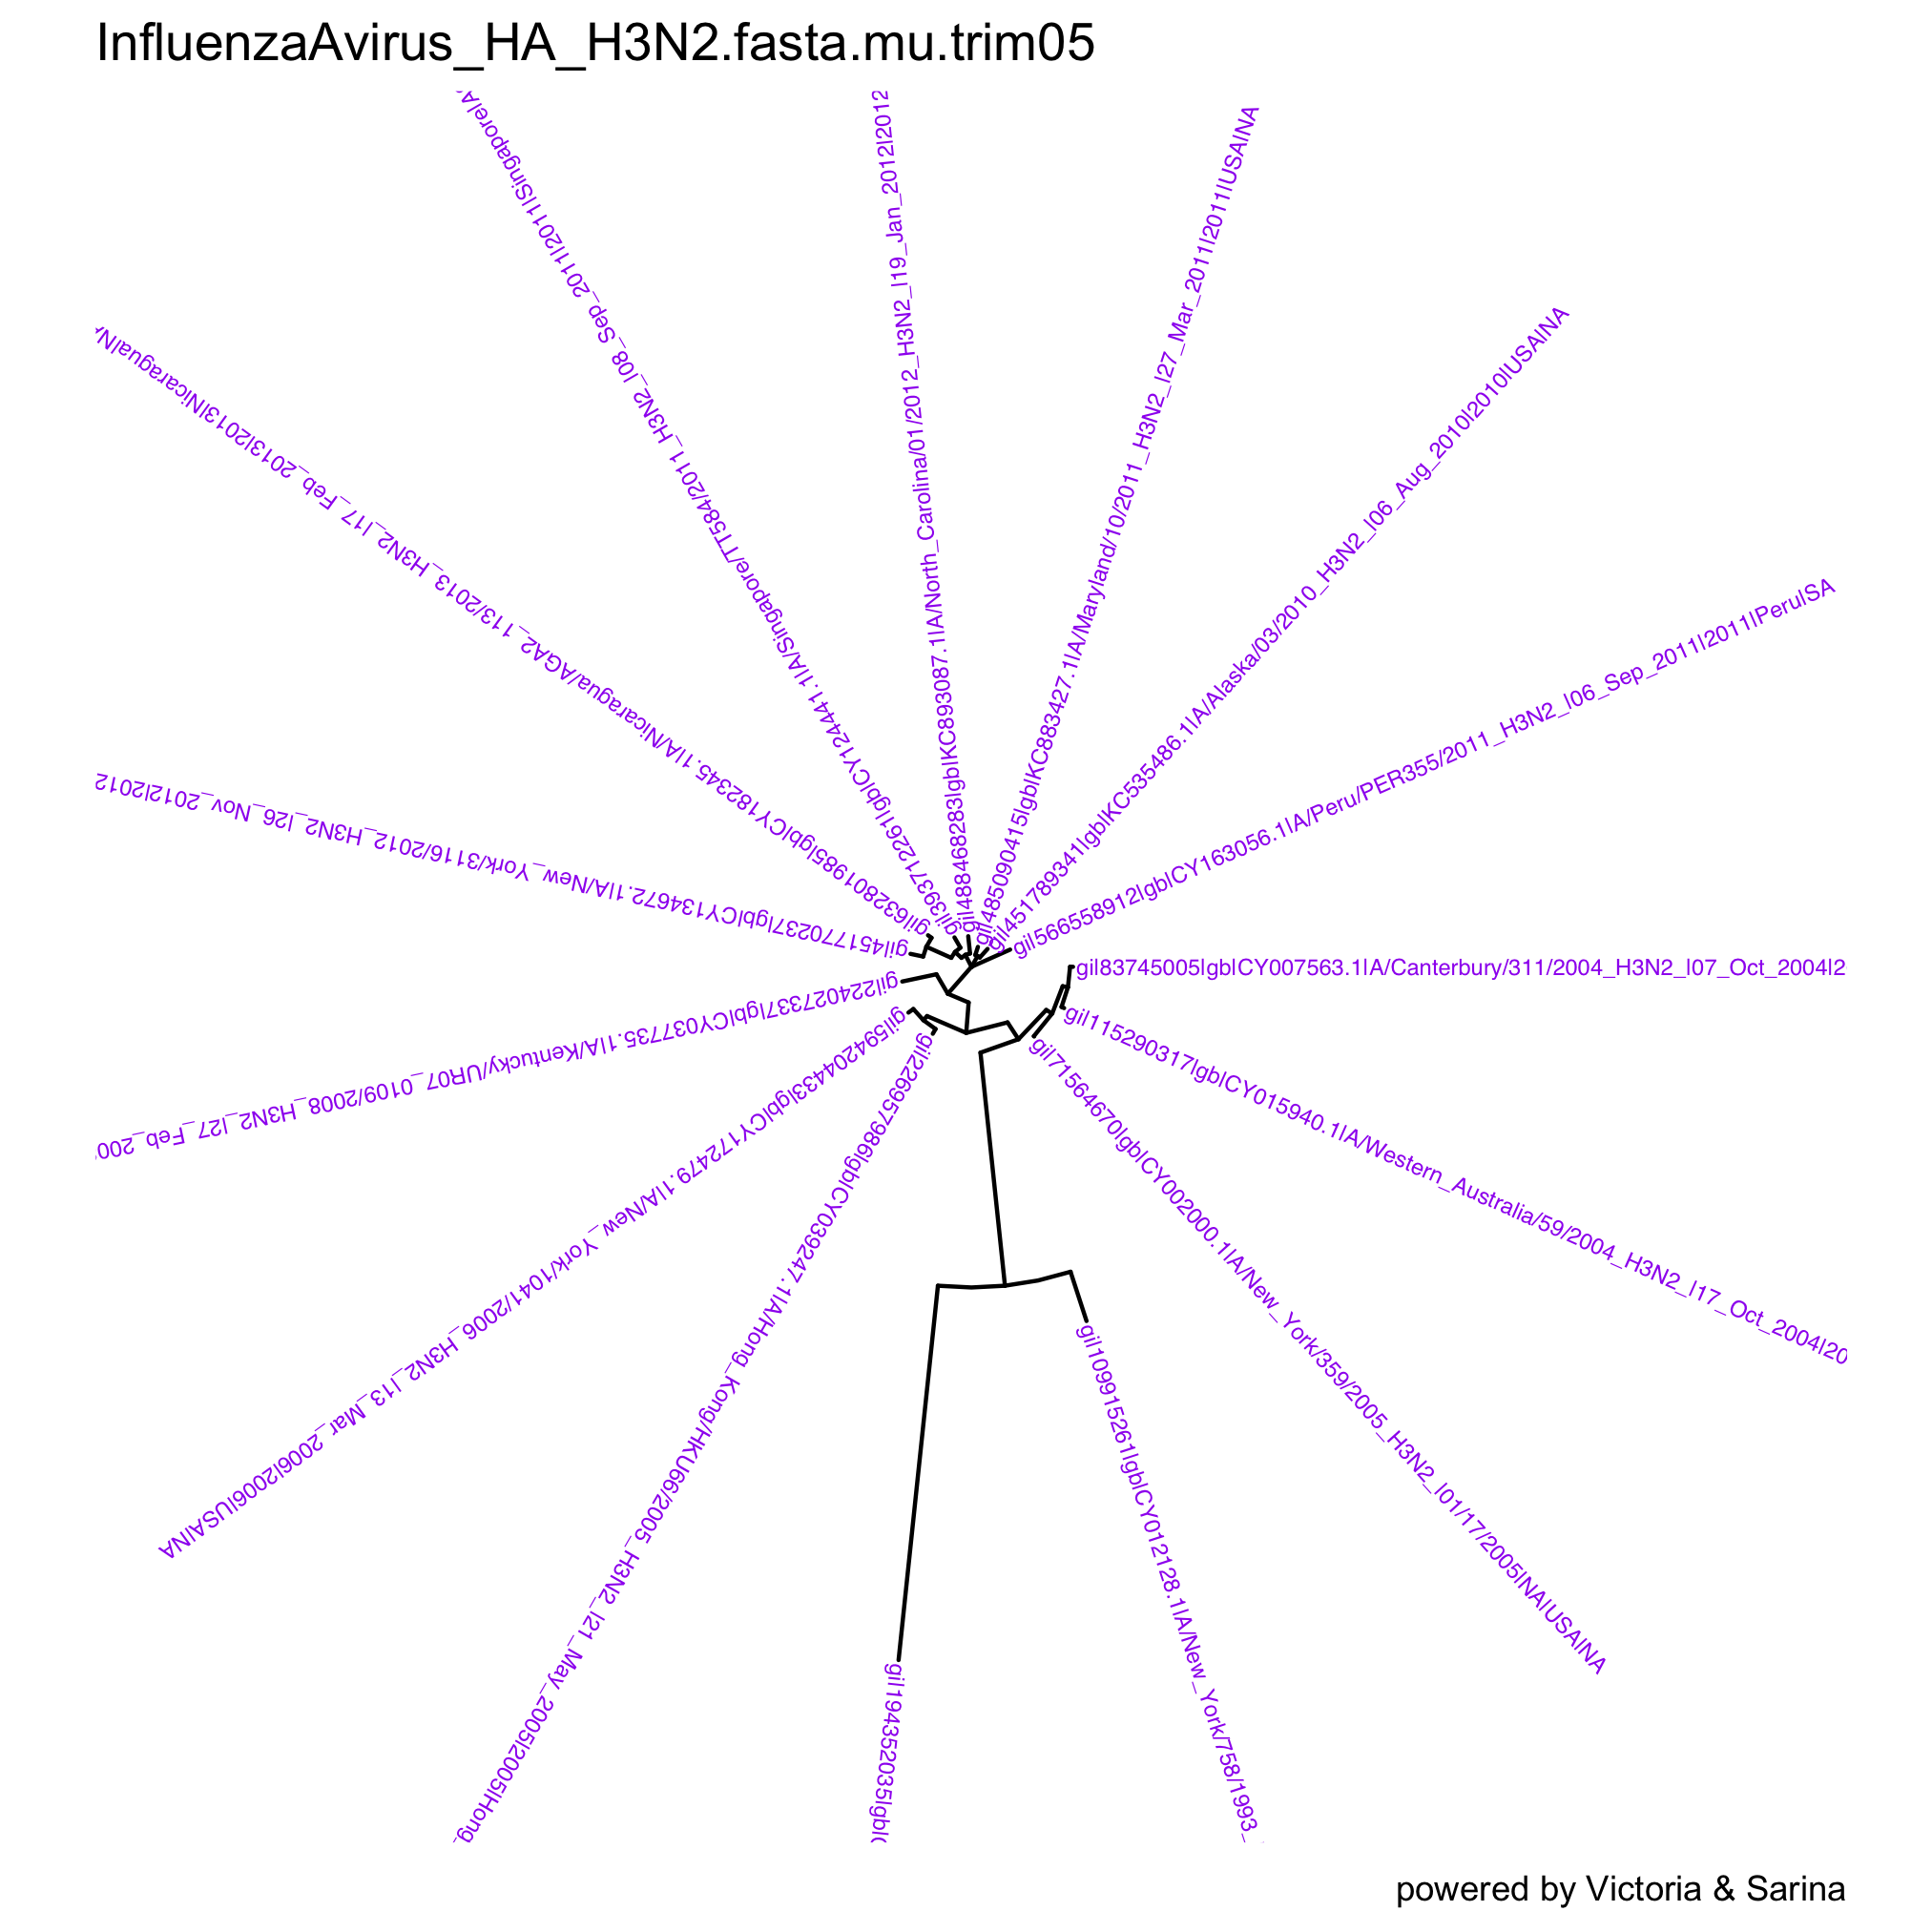 InfluenzaAvirus_HA_H3N2.fasta.mu.trim05
gi|393712261|gb|CY124441.1|A/Singapore/TT584/2011_H3N2_|08_Sep_2011|2011|Singapore|A
gi|488468283|gb|KC893087.1|A/North_Carolina/01/2012_H3N2_|19_Jan_2012|2012
gi|485090415|gb|KC883427.1|A/Maryland/10/2011_H3N2_|27_Mar_2011|2011|USA|NA
gi|451789341|gb|KC535486.1|A/Alaska/03/2010_H3N2_|06_Aug_2010|2010|USA|NA
gi|566558912|gb|CY163056.1|A/Peru/PER355/2011_H3N2_|06_Sep_2011|2011|Peru|SA
gi|632801985|gb|CY182345.1|A/Nicaragua/AGA2_113/2013_H3N2_|17_Feb_2013|2013|Nicaragua|N
gi|451770237|gb|CY134672.1|A/New_York/3116/2012_H3N2_|26_Nov_2012|2012
gi|224027337|gb|CY037735.1|A/Kentucky/UR07_0109/2008_H3N2_|27_Feb_200
gi|594204433|gb|CY172479.1|A/New_York/1041/2006_H3N2_|13_Mar_2006|2006|USA|NA
gi|226957986|gb|CY039247.1|A/Hong_Kong/HKU66/2005_H3N2_|21_May_2005|2005|Hong_
gi|83745005|gb|CY007563.1|A/Canterbury/311/2004_H3N2_|07_Oct_2004|2
gi|115290317|gb|CY015940.1|A/Western_Australia/59/2004_H3N2_|17_Oct_2004|20
gi|71564670|gb|CY002000.1|A/New_York/359/2005_H3N2_|01/17/2005|NA|USA|NA
gi|109915261|gb|CY012128.1|A/New_York/758/1993_
gi|194352035|gb|
powered by Victoria & Sarina